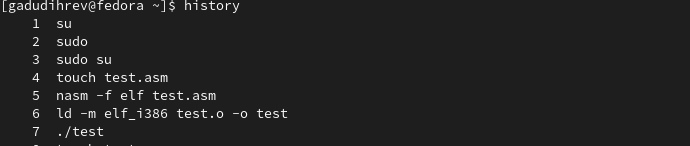 [gadudihrev@fedora ~]$ history
1 su
2 sudo
3 sudo su
4 touch test.asm
5 nasm -f elf test.asm
6 ld -m elf_i386 test.o -o test
7 ./test